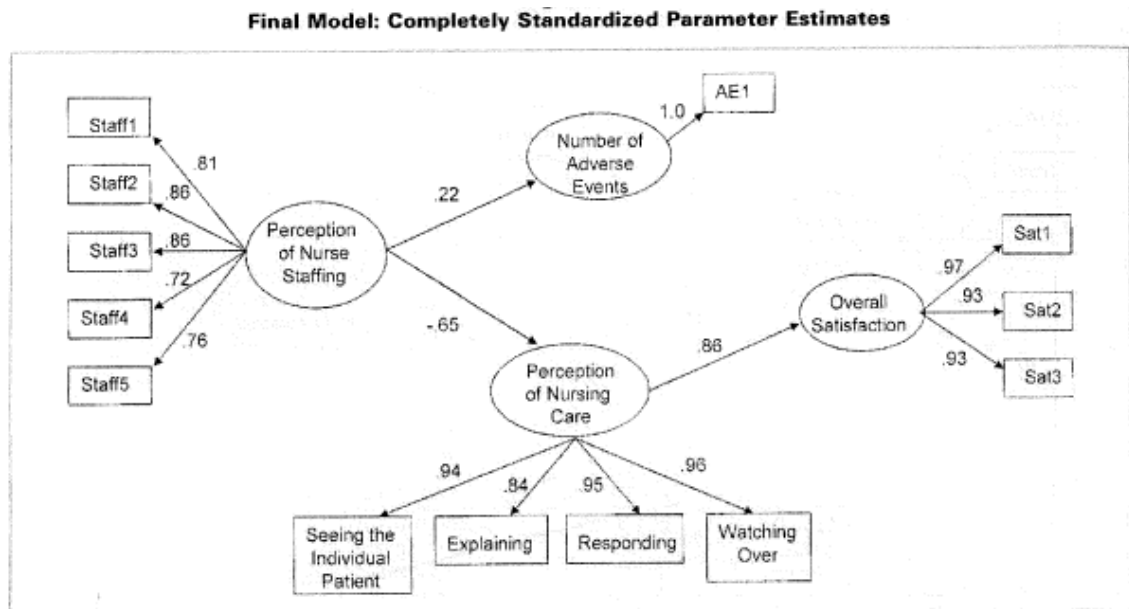 Final Model: Completely Standardized Parameter Estimates
AE1
1.0
Staff1
Number of
Adverse
Events
.81
Staff2
.86
.22
Perception
of Nurse
Staffing
Staff3
.86
Sat1
.97
.72
Overall
Satisfaction
.93
Sat2
Staff4
-.65
.76
.86
.93
Sat3
Staff5
Perception
of Nursing
Care
.94
.84
.95
.96
Seeing the
Individual
Patient
Explaining
Responding
Watching
Over